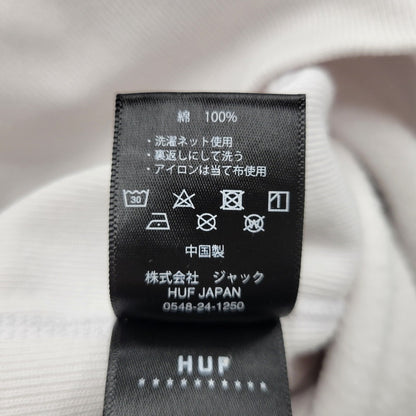 綿 100%
・洗濯ネット使用
・裏返しにして洗う
・アイロンは当て布使用
30
中国製
株式会社 ジャック
HUF JAPAN
0548-24-1250
HUF